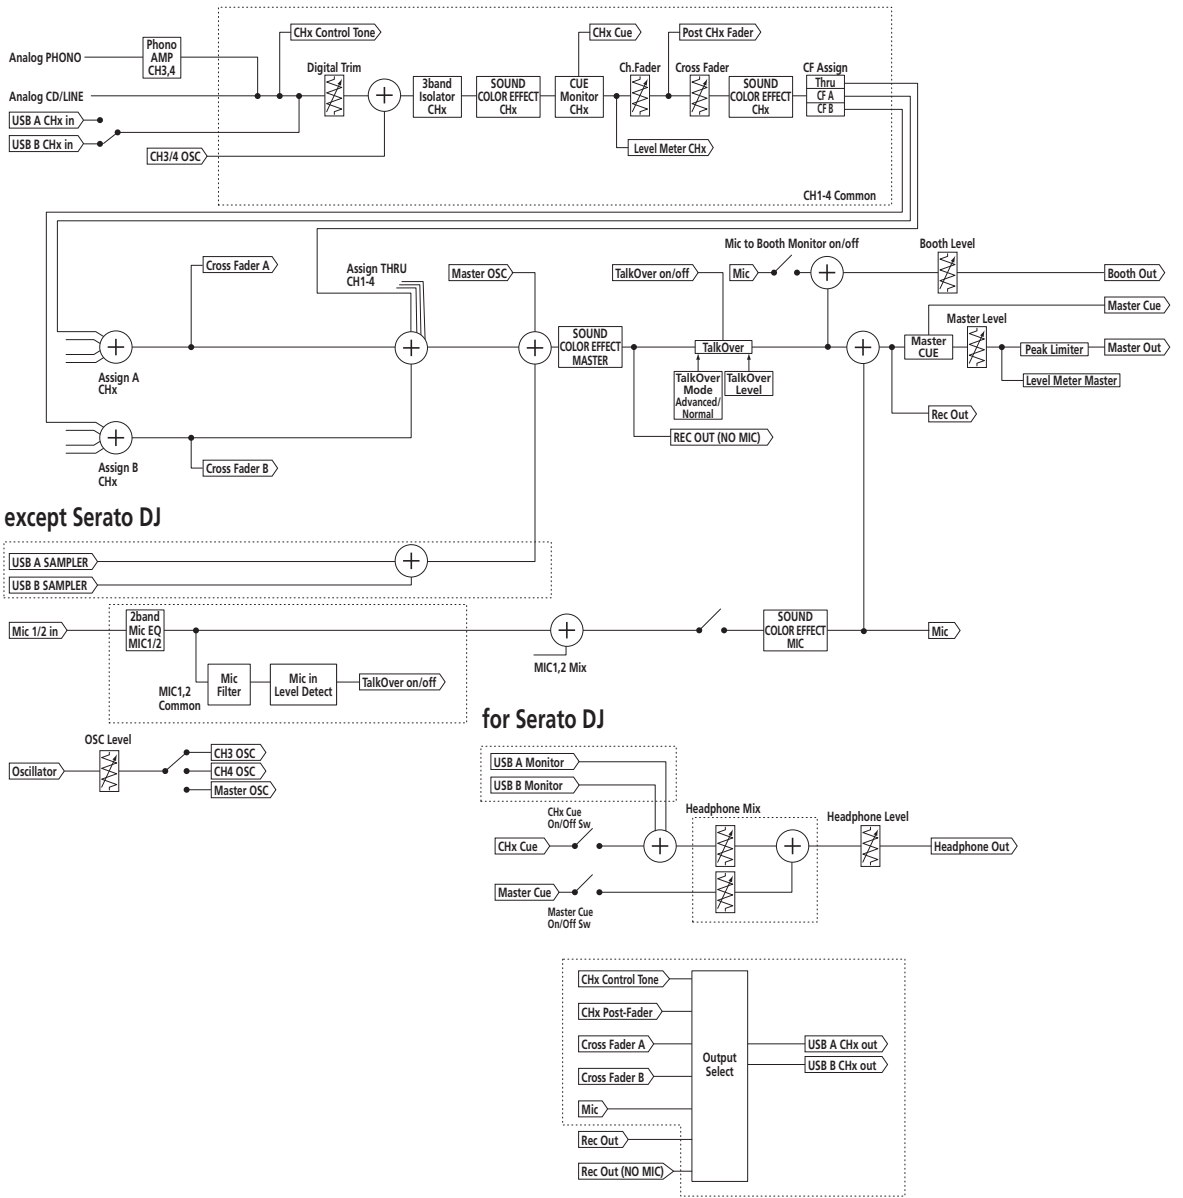 CHx Control Tone
CHx Cue
Post CHx Fader
Phono
AMP
CH3,4
Analog PHONO
Digital Trim
Ch.Fader
Cross Fader
CF Assign
Analog CD/LINE
3band
Isolator
CHx
SOUND
COLOR EFFECT
CHx
CUE
Monitor
CHx
SOUND
COLOR EFFECT
CHx
Thru
CF A
CF B
USB A CHx in
USB B CHx in
CH3/4 OSC
Level Meter CHx
CH1-4 Common
Cross Fader A
Assign THRU
CH1-4
Master OSC
TalkOver on/off
Mic to Booth Monitor on/off
Mic
Booth Level
Booth Out
Master Cue
Master Level
SOUND
COLOR EFFECT
MASTER
TalkOver
Master
CUE
Peak Limiter
Master Out
Assign A
CHx
TalkOver
Mode
Advanced/
Normal
TalkOver
Level
Level Meter Master
Rec Out
REC OUT (NO MIC)
Assign B
CHx
Cross Fader B
except Serato DJ
USB A SAMPLER
USB B SAMPLER
Mic 1/2 in
2band
Mic EQ
MIC1/2
MIC1,2 Mix
SOUND
COLOR EFFECT
MIC
Mic
MIC1,2
Common
Mic
Filter
Mic in
Level Detect
TalkOver on/off
for Serato DJ
OSC Level
Oscillator
CH3 OSC
CH4 OSC
Master OSC
USB A Monitor
USB B Monitor
CHx Cue
On/Off Sw
Headphone Mix
Headphone Level
CHx Cue
Headphone Out
Master Cue
Master Cue
On/Off Sw
CHx Control Tone
CHx Post-Fader
Cross Fader A
Cross Fader B
Mic
Rec Out
Rec Out (NO MIC)
Output
Select
USB A CHx out
USB B CHx out